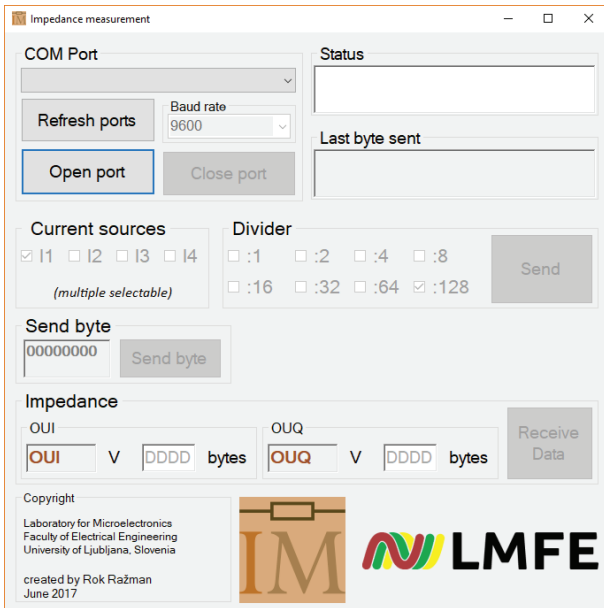 Impedance measurement
COM Port
Refresh ports
Baud rate
9600
Open port
Close port
Status
Last byte sent
Current sources
I1 I2 I3 I4
(multiple selectable)
Divider
:1 :2 :4 :8
:16 :32 :64 :128
Send
Send byte
00000000
Send byte
Impedance
OUI
OUI V DDDD bytes
OUQ
OUQ V DDDD bytes
Receive
Data
Copyright
Laboratory for Microelectronics
Faculty of Electrical Engineering
University of Ljubljana, Slovenia
created by Rok Ražman
June 2017
IM
LMFE